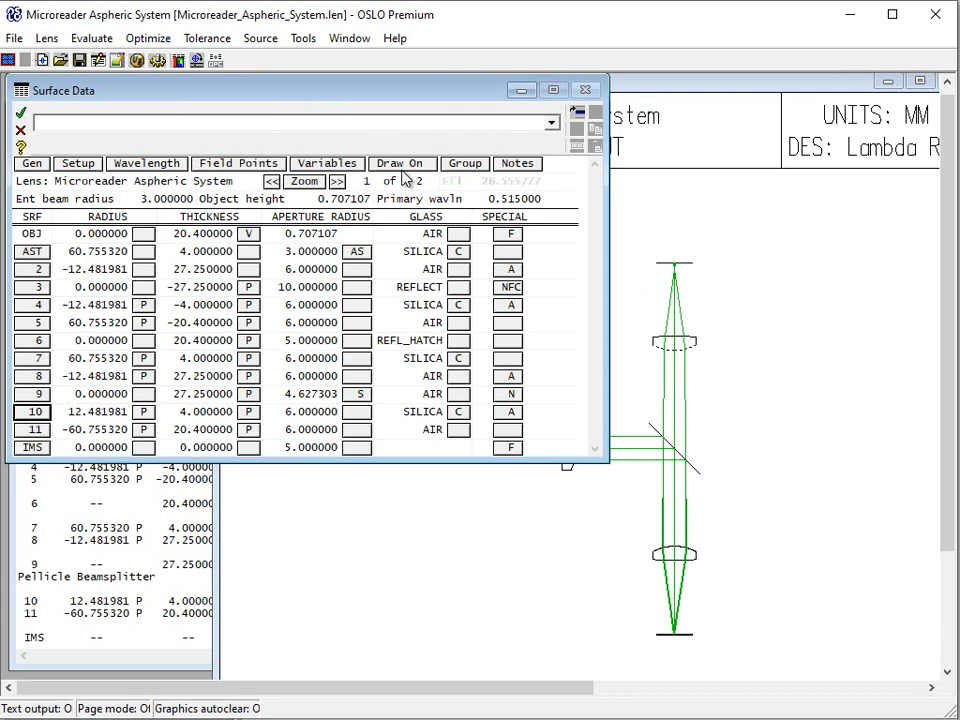 Microreader Aspheric System [Microreader_Aspheric_System.len] - OSLO Premium
File Lens Evaluate Optimize Tolerance Source Tools Window Help
Surface Data
Gen Setup Wavelength Field Points Variables Draw On Group Notes
Lens: Microreader Aspheric System << Zoom >> 1 of 2 Efl 26.555777
Ent beam radius 3.000000 Object height 0.707107 Primary wavln 0.515000
SRF RADIUS THICKNESS APERTURE RADIUS GLASS SPECIAL
OBJ 0.000000 20.400000 V 0.707107 AIR F
AST 60.755320 4.000000 3.000000 AS SILICA C
2 -12.481981 27.250000 6.000000 AIR A
3 0.000000 -27.250000 P 10.000000 REFLECT NFC
4 -12.481981 P -4.000000 P 6.000000 SILICA C A
5 60.755320 P -20.400000 P 6.000000 AIR
6 0.000000 20.400000 P 5.000000 REFL_HATCH
7 60.755320 P 4.000000 P 6.000000 SILICA C
8 -12.481981 P 27.250000 P 6.000000 AIR A
9 0.000000 27.250000 P 4.627303 S AIR N
10 12.481981 P 4.000000 P 6.000000 SILICA C A
11 -60.755320 P 20.400000 P 6.000000 AIR
IMS 0.000000 0.000000 5.000000 F
stem
T
UNITS: MM
DES: Lambda R
4 -12.481981 P -4.00000
5 60.755320 P -20.40000
6 -- 20.40000
7 60.755320 P 4.00000
8 -12.481981 P 27.25000
9 -- 27.25000
Pellicle Beamsplitter
10 12.481981 P 4.00000
11 -60.755320 P 20.40000
IMS -- --
Text output: O Page mode: Of Graphics autoclear: O